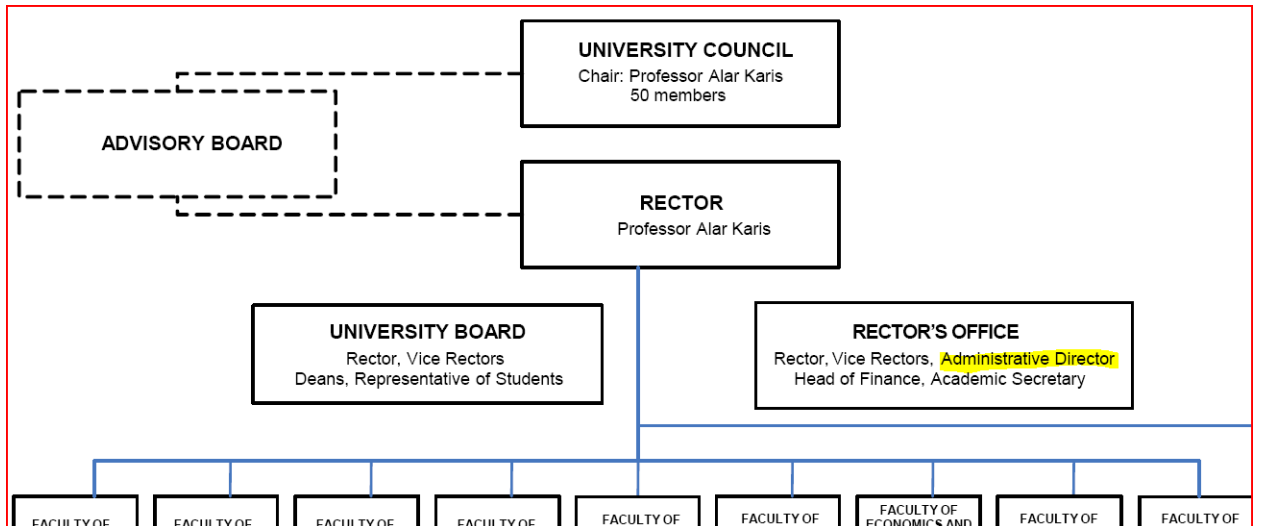 UNIVERSITY COUNCIL
Chair: Professor Alar Karis
50 members
ADVISORY BOARD
RECTOR
Professor Alar Karis
UNIVERSITY BOARD
Rector, Vice Rectors
Deans, Representative of Students
RECTOR'S OFFICE
Rector, Vice Rectors, Administrative Director
Head of Finance, Academic Secretary
FACULTY OF
FACULTY OF
FACULTY OF
FACULTY OF
FACULTY OF
FACULTY OF
FACULTY OF
ECONOMICS AND
FACULTY OF
FACULTY OF